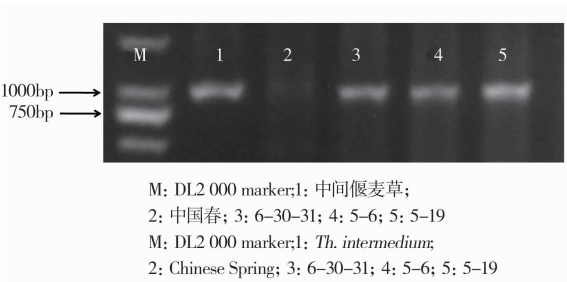 M 1 2 3 4 5
1000bp
750bp
M: DL2 000 marker;1: 中间偃麦草;
2: 中国春; 3: 6-30-31; 4: 5-6; 5: 5-19
M: DL2 000 marker;1: Th. intermedium;
2: Chinese Spring; 3: 6-30-31; 4: 5-6; 5: 5-19